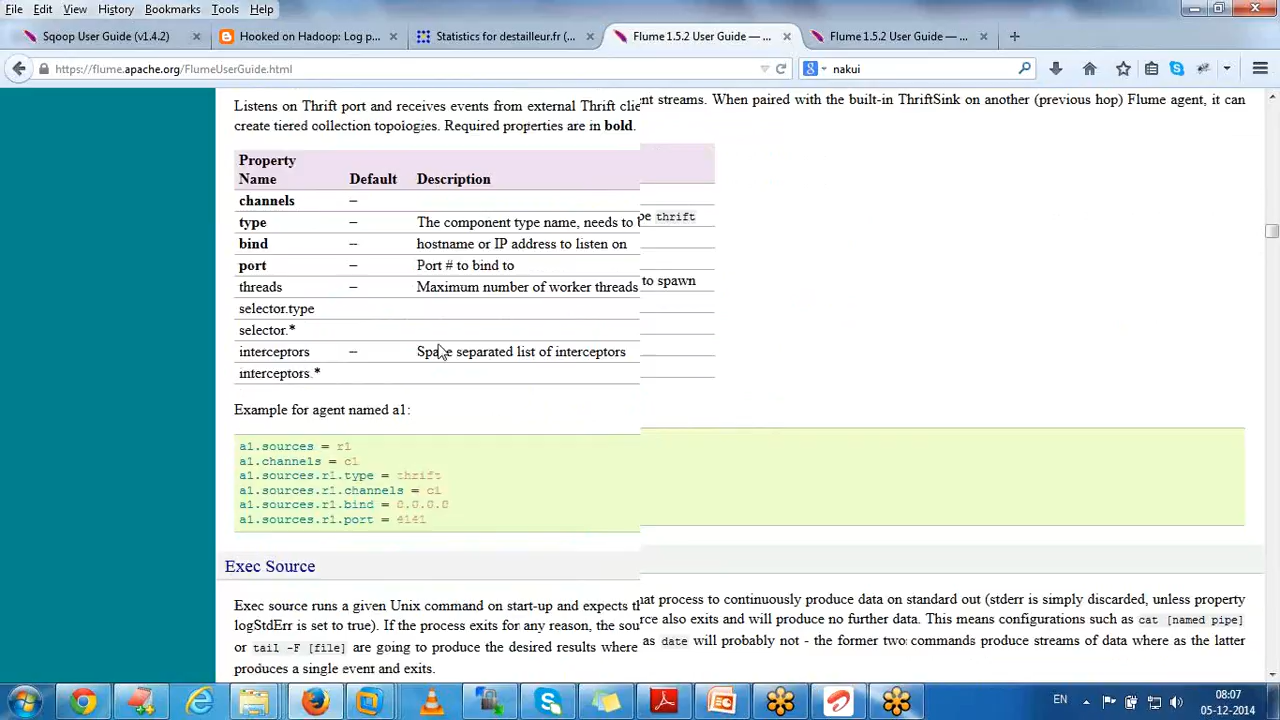 File Edit View History Bookmarks Tools Help
Sqoop User Guide (v1.4.2) × Hooked on Hadoop: Log p... × Statistics for destailleur.fr (... × Flume 1.5.2 User Guide — ... × Flume 1.5.2 User Guide — ... ×
https://flume.apache.org/FlumeUserGuide.html nakui
Listens on Thrift port and receives events from external Thrift clie nt streams. When paired with the built-in ThriftSink on another (previous hop) Flume agent, it can
create tiered collection topologies. Required properties are in bold.
Property
Name Default Description
channels –
type – The component type name, needs to b pe thrift
bind – hostname or IP address to listen on
port – Port # to bind to
threads – Maximum number of worker threads to spawn
selector.type
selector.*
interceptors – Space separated list of interceptors
interceptors.*
Example for agent named a1:
a1.sources = r1
a1.channels = c1
a1.sources.r1.type = thrift
a1.sources.r1.channels = c1
a1.sources.r1.bind = 0.0.0.0
a1.sources.r1.port = 4141
Exec Source
Exec source runs a given Unix command on start-up and expects th hat process to continuously produce data on standard out (stderr is simply discarded, unless property
logStdErr is set to true). If the process exits for any reason, the sou rce also exits and will produce no further data. This means configurations such as cat [named pipe]
or tail -F [file] are going to produce the desired results where as date will probably not - the former two commands produce streams of data where as the latter
produces a single event and exits.
EN 08:07
05-12-2014